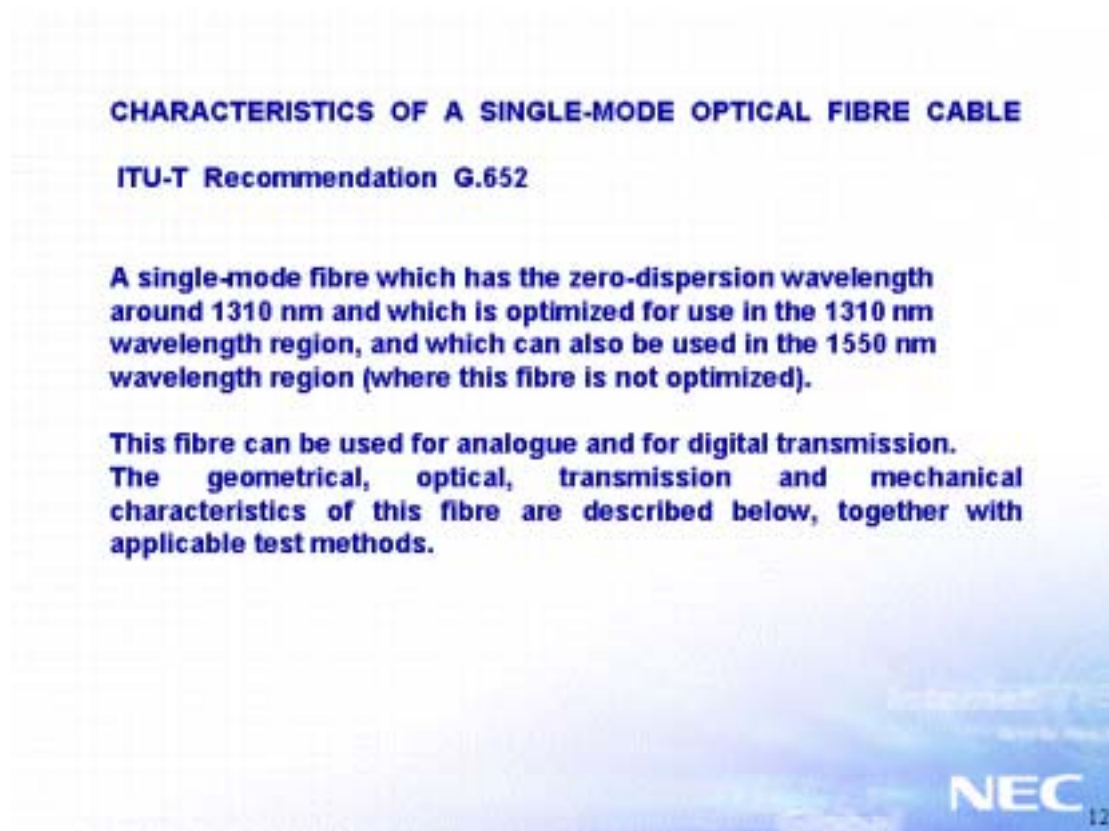 CHARACTERISTICS OF A SINGLE-MODE OPTICAL FIBRE CABLE
ITU-T Recommendation G.652
A single-mode fibre which has the zero-dispersion wavelength
around 1310 nm and which is optimized for use in the 1310 nm
wavelength region, and which can also be used in the 1550 nm
wavelength region (where this fibre is not optimized).
This fibre can be used for analogue and for digital transmission.
The geometrical, optical, transmission and mechanical
characteristics of this fibre are described below, together with
applicable test methods.
Internet
NEC
12